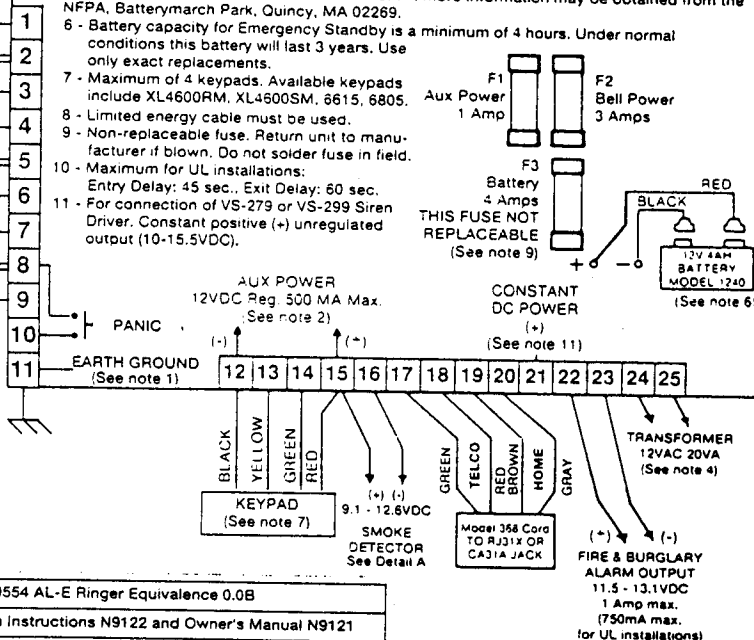 NFPA, Batterymarch Park, Quincy, MA 02269.
more information may be obtained from the
6 - Battery capacity for Emergency Standby is a minimum of 4 hours. Under normal
conditions this battery will last 3 years. Use
only exact replacements.
7 - Maximum of 4 keypads. Available keypads
include XL4600RM, XL4600SM, 6615, 6805.
8 - Limited energy cable must be used.
9 - Non-replaceable fuse. Return unit to manu-
facturer if blown. Do not solder fuse in field.
10 - Maximum for UL installations:
Entry Delay: 45 sec., Exit Delay: 60 sec.
11 - For connection of VS-279 or VS-299 Siren
Driver. Constant positive (+) unregulated
output (10-15.5VDC).
1
2
3
4
5
6
7
8
9
10
11
F1
Aux Power
1 Amp
F2
Bell Power
3 Amps
F3
Battery
4 Amps
THIS FUSE NOT
REPLACEABLE
(See note 9)
RED
BLACK
+ -
12V 4AH
BATTERY
MODEL 1240
(See note 6)
PANIC
EARTH GROUND
(See note 1)
AUX POWER
12VDC Reg. 500 MA Max.
(See note 2)
(-) (+)
CONSTANT
DC POWER
(+)
(See note 11)
12 13 14 15 16 17 18 19 20 21 22 23 24 25
BLACK
YELLOW
GREEN
RED
KEYPAD
(See note 7)
(+) (-)
9.1 - 12.6VDC
SMOKE
DETECTOR
See Detail A
GREEN
TELCO
RED
BROWN
HOME
GRAY
Model 368 Cord
TO RJ31X OR
CA31A JACK
TRANSFORMER
12VAC 20VA
(See note 4)
(+) (-)
FIRE & BURGLARY
ALARM OUTPUT
11.5 - 13.1VDC
1 Amp max.
(750mA max.
for UL installations)
9554 AL-E Ringer Equivalence 0.0B
Instructions N9122 and Owner's Manual N9121